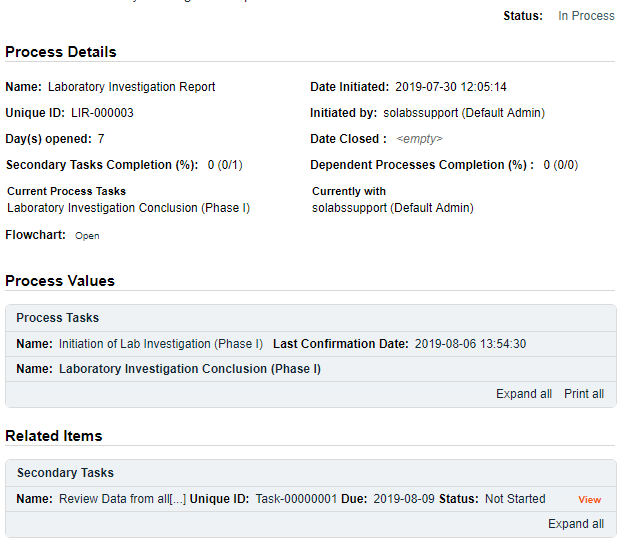 Status: In Process
Process Details
Name: Laboratory Investigation Report Date Initiated: 2019-07-30 12:05:14
Unique ID: LIR-000003 Initiated by: solabssupport (Default Admin)
Day(s) opened: 7 Date Closed : <empty>
Secondary Tasks Completion (%): 0 (0/1) Dependent Processes Completion (%) : 0 (0/0)
Current Process Tasks Currently with
Laboratory Investigation Conclusion (Phase I) solabssupport (Default Admin)
Flowchart: Open
Process Values
Process Tasks
Name: Initiation of Lab Investigation (Phase I) Last Confirmation Date: 2019-08-06 13:54:30
Name: Laboratory Investigation Conclusion (Phase I)
Expand all Print all
Related Items
Secondary Tasks
Name: Review Data from all[...] Unique ID: Task-00000001 Due: 2019-08-09 Status: Not Started View
Expand all